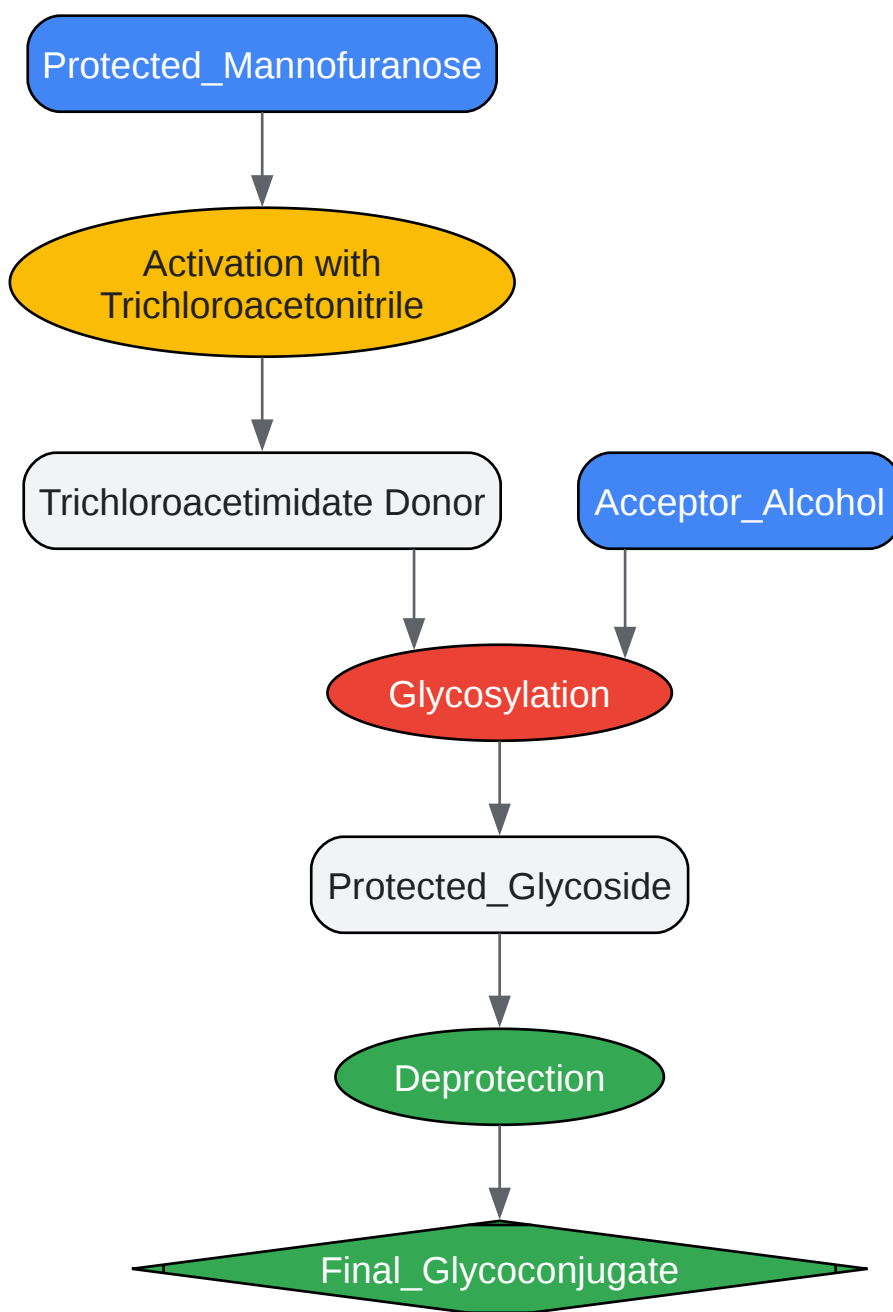 Protected_Mannofuranose
Activation with
Trichloroacetonitrile
Trichloroacetimidate Donor
Acceptor_Alcohol
Glycosylation
Protected_Glycoside
Deprotection
Final_Glycoconjugate